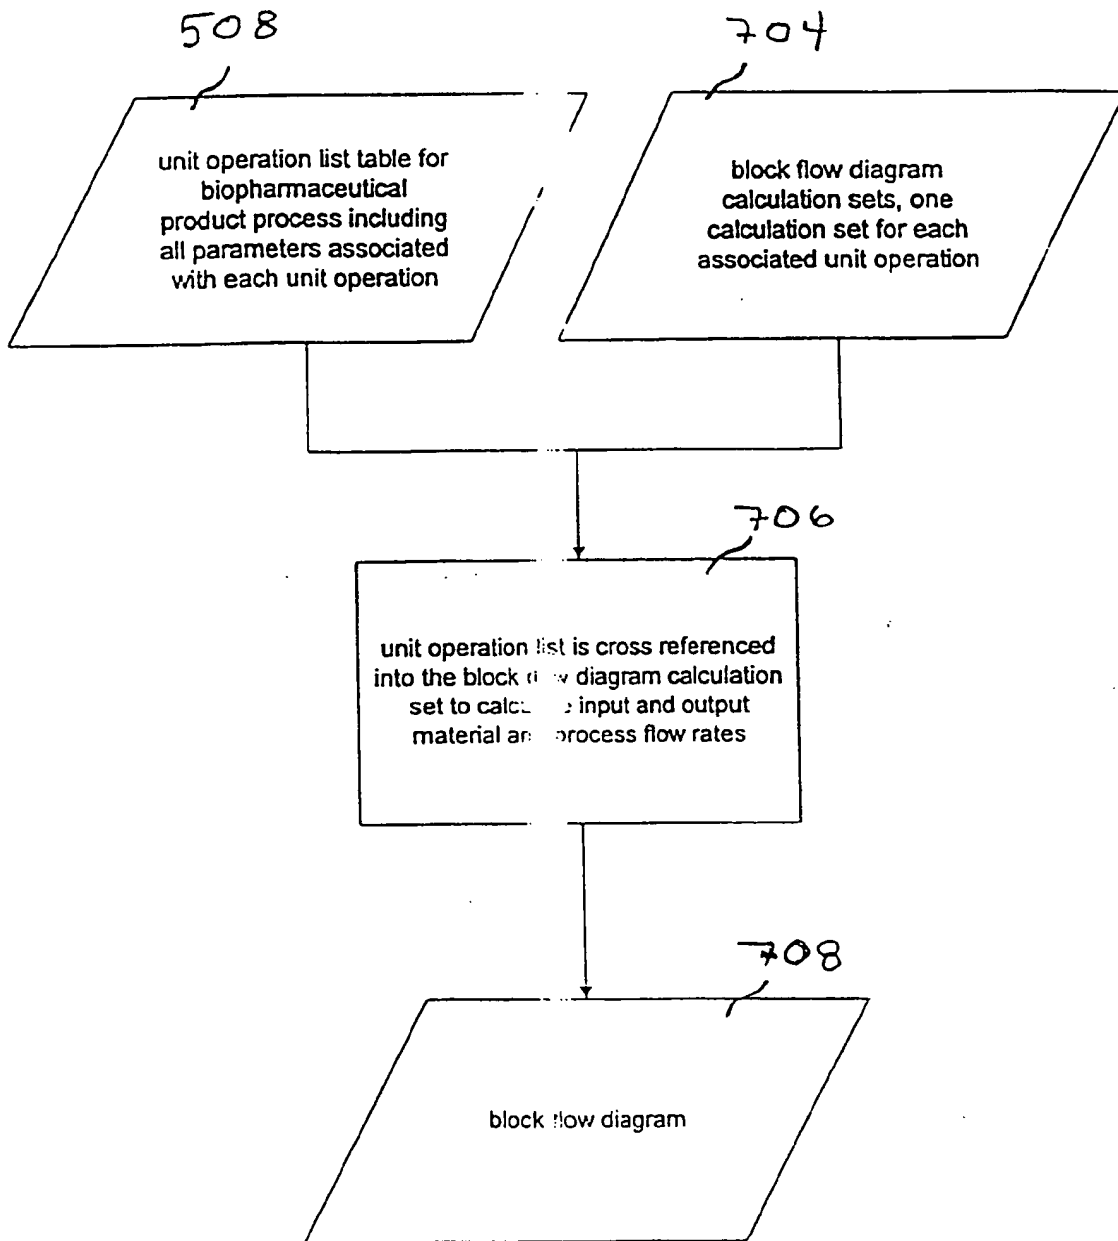 508
704
unit operation list table for
biopharmaceutical
product process including
all parameters associated
with each unit operation
block flow diagram
calculation sets, one
calculation set for each
associated unit operation
706
unit operation list is cross referenced
into the block diagram calculation
set to input and output
material process flow rates
708
block flow diagram